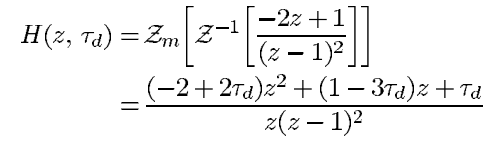 H(z, τ_d) = 𝒵_m[𝒵^{-1}[(-2z + 1)/((z - 1)^2)]]
= ((-2 + 2τ_d)z^2 + (1 - 3τ_d)z + τ_d)/(z(z - 1)^2)